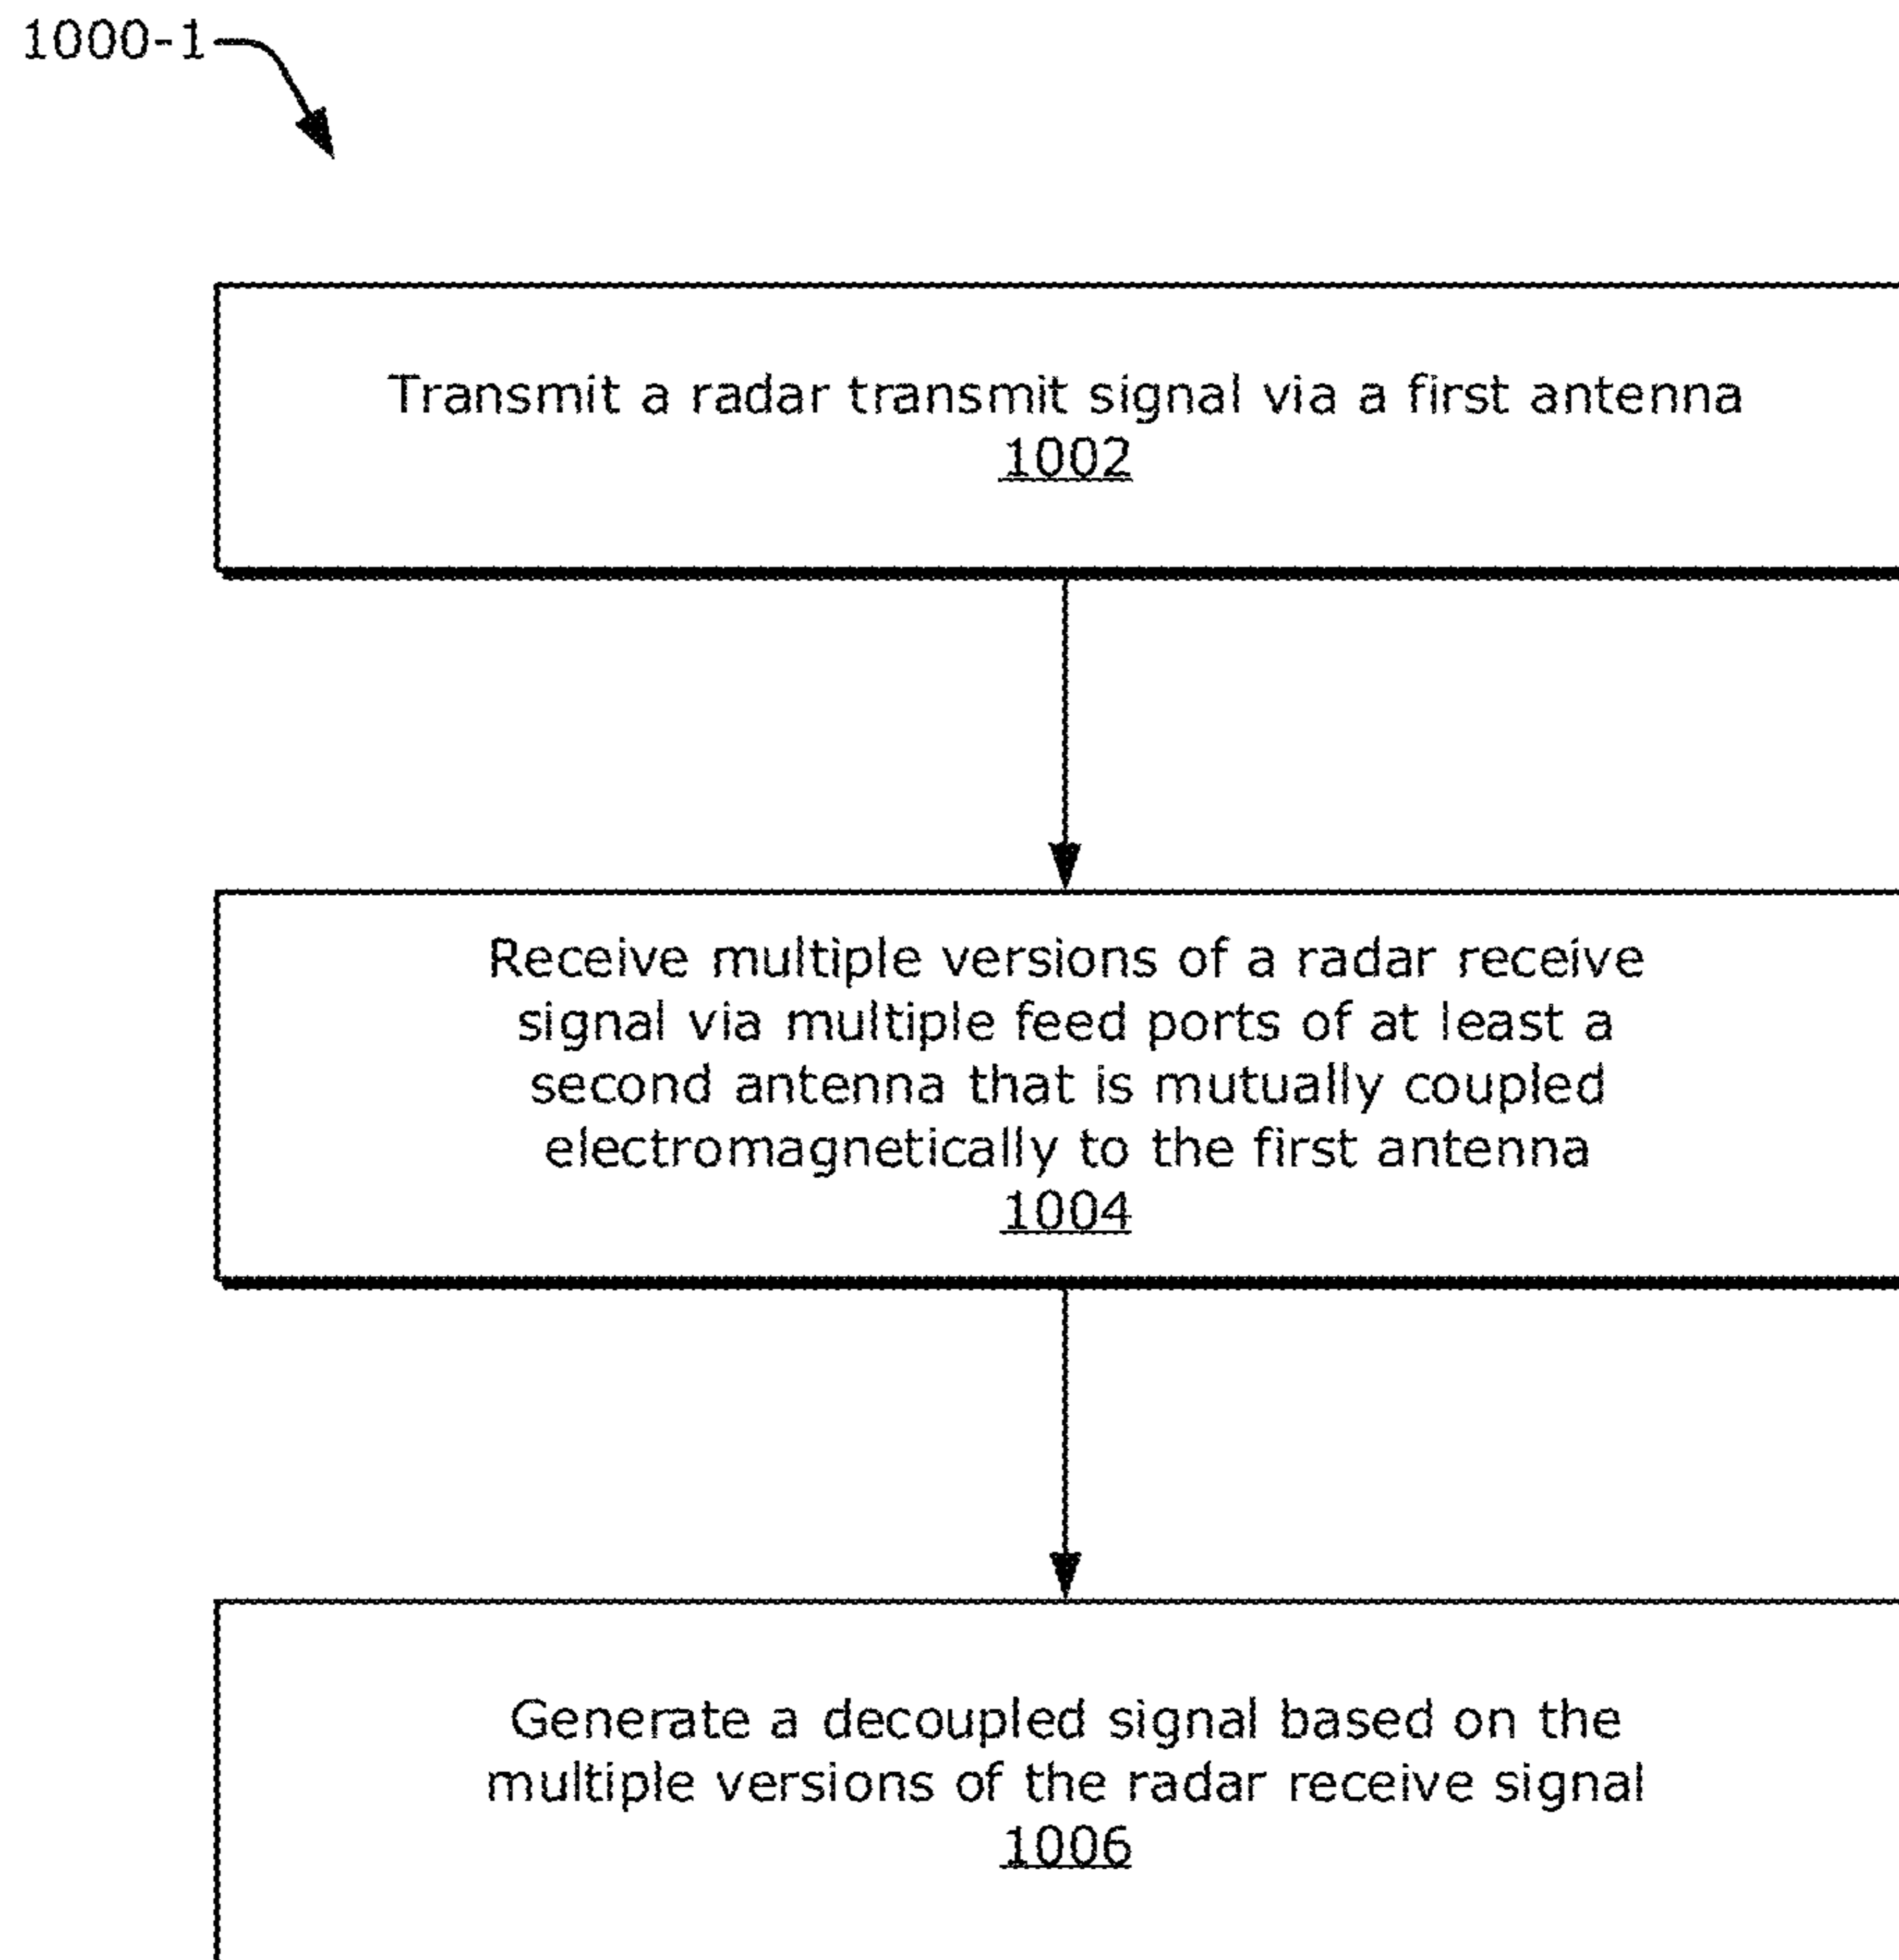 1000-1
Transmit a radar transmit signal via a first antenna
1002
Receive multiple versions of a radar receive
signal via multiple feed ports of at least a
second antenna that is mutually coupled
electromagnetically to the first antenna
1004
Generate a decoupled signal based on the
multiple versions of the radar receive signal
1006